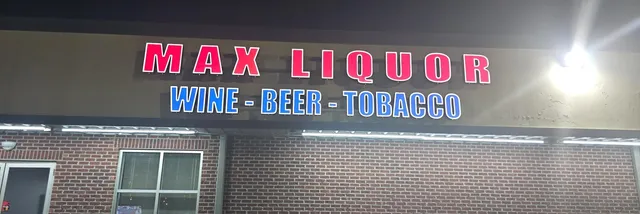 MAX LIQUOR
WINE - BEER - TOBACCO